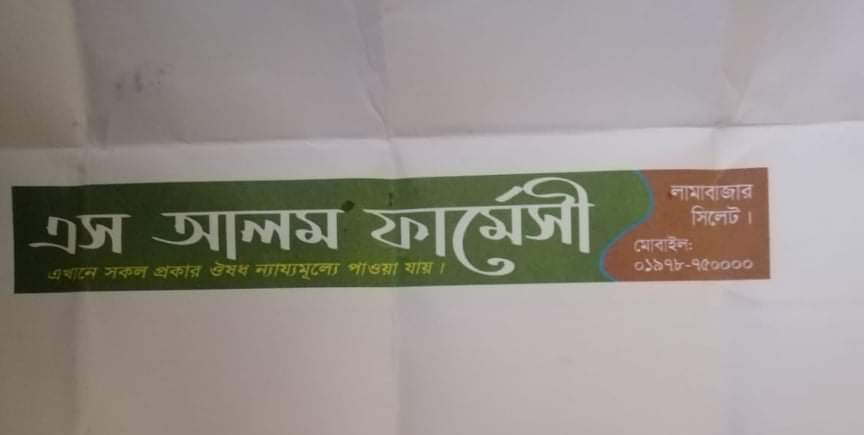 এস আলম ফার্মেসী
এখানে সকল প্রকার ঔষধ ন্যায্যমূল্যে পাওয়া যায়।
লামাবাজার
সিলেট।
মোবাইল:
০১৯৭৮-৭৫০০০০